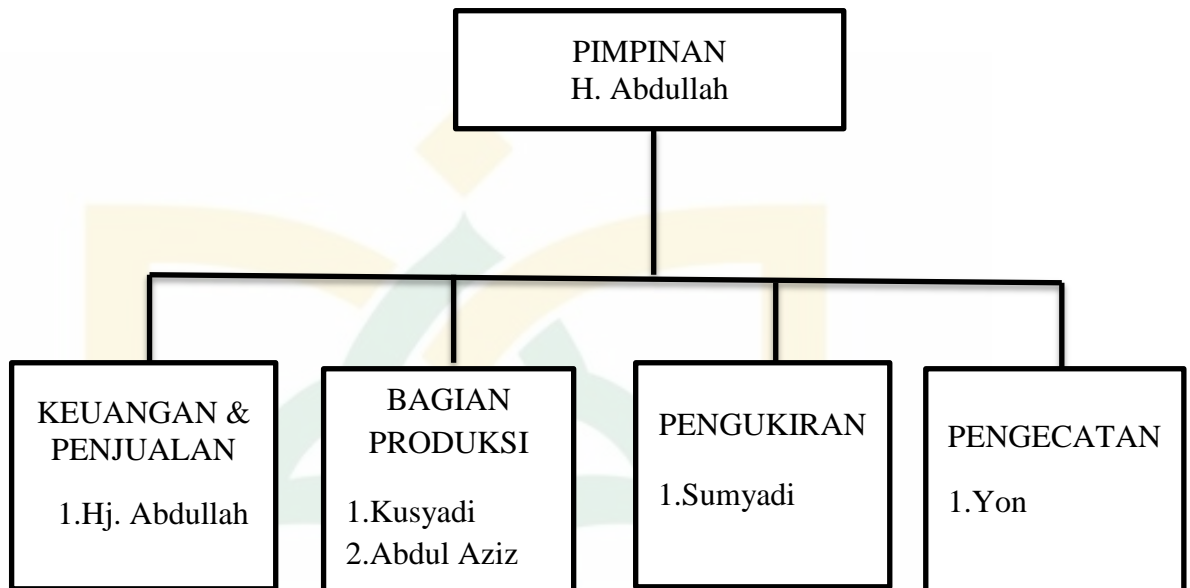 PIMPINAN
H. Abdullah
KEUANGAN &
PENJUALAN
1.Hj. Abdullah
BAGIAN
PRODUKSI
1.Kusyadi
2.Abdul Aziz
PENGUKIRAN
1.Sumyadi
PENGECATAN
1.Yon